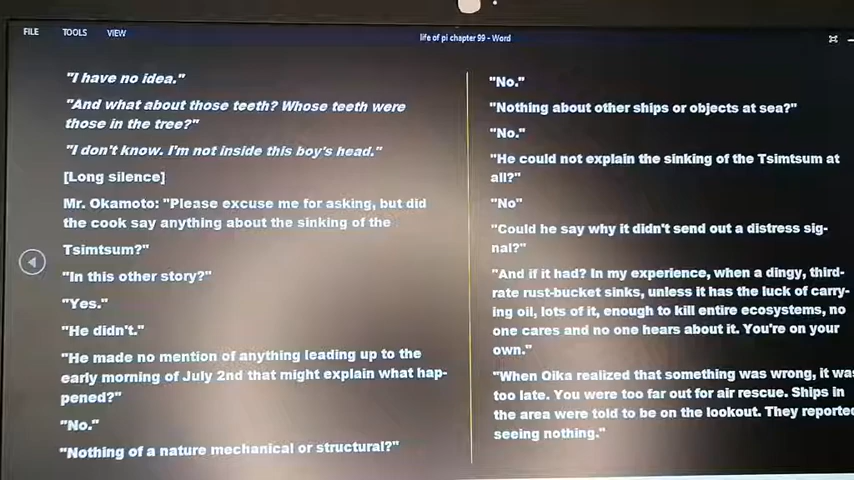 FILE TOOLS VIEW
life of pi chapter 99 - Word
"I have no idea."
"And what about those teeth? Whose teeth were
those in the tree?"
"I don't know. I'm not inside this boy's head."
[Long silence]
Mr. Okamoto: "Please excuse me for asking, but did
the cook say anything about the sinking of the
Tsimtsum?"
"In this other story?"
"Yes."
"He didn't."
"He made no mention of anything leading up to the
early morning of July 2nd that might explain what hap-
pened?"
"No."
"Nothing of a nature mechanical or structural?"
"No."
"Nothing about other ships or objects at sea?"
"No."
"He could not explain the sinking of the Tsimtsum at
all?"
"No"
"Could he say why it didn't send out a distress sig-
nal?"
"And if it had? In my experience, when a dingy, third-
rate rust-bucket sinks, unless it has the luck of carry-
ing oil, lots of it, enough to kill entire ecosystems, no
one cares and no one hears about it. You're on your
own."
"When Oika realized that something was wrong, it was
too late. You were too far out for air rescue. Ships in
the area were told to be on the lookout. They reported
seeing nothing."